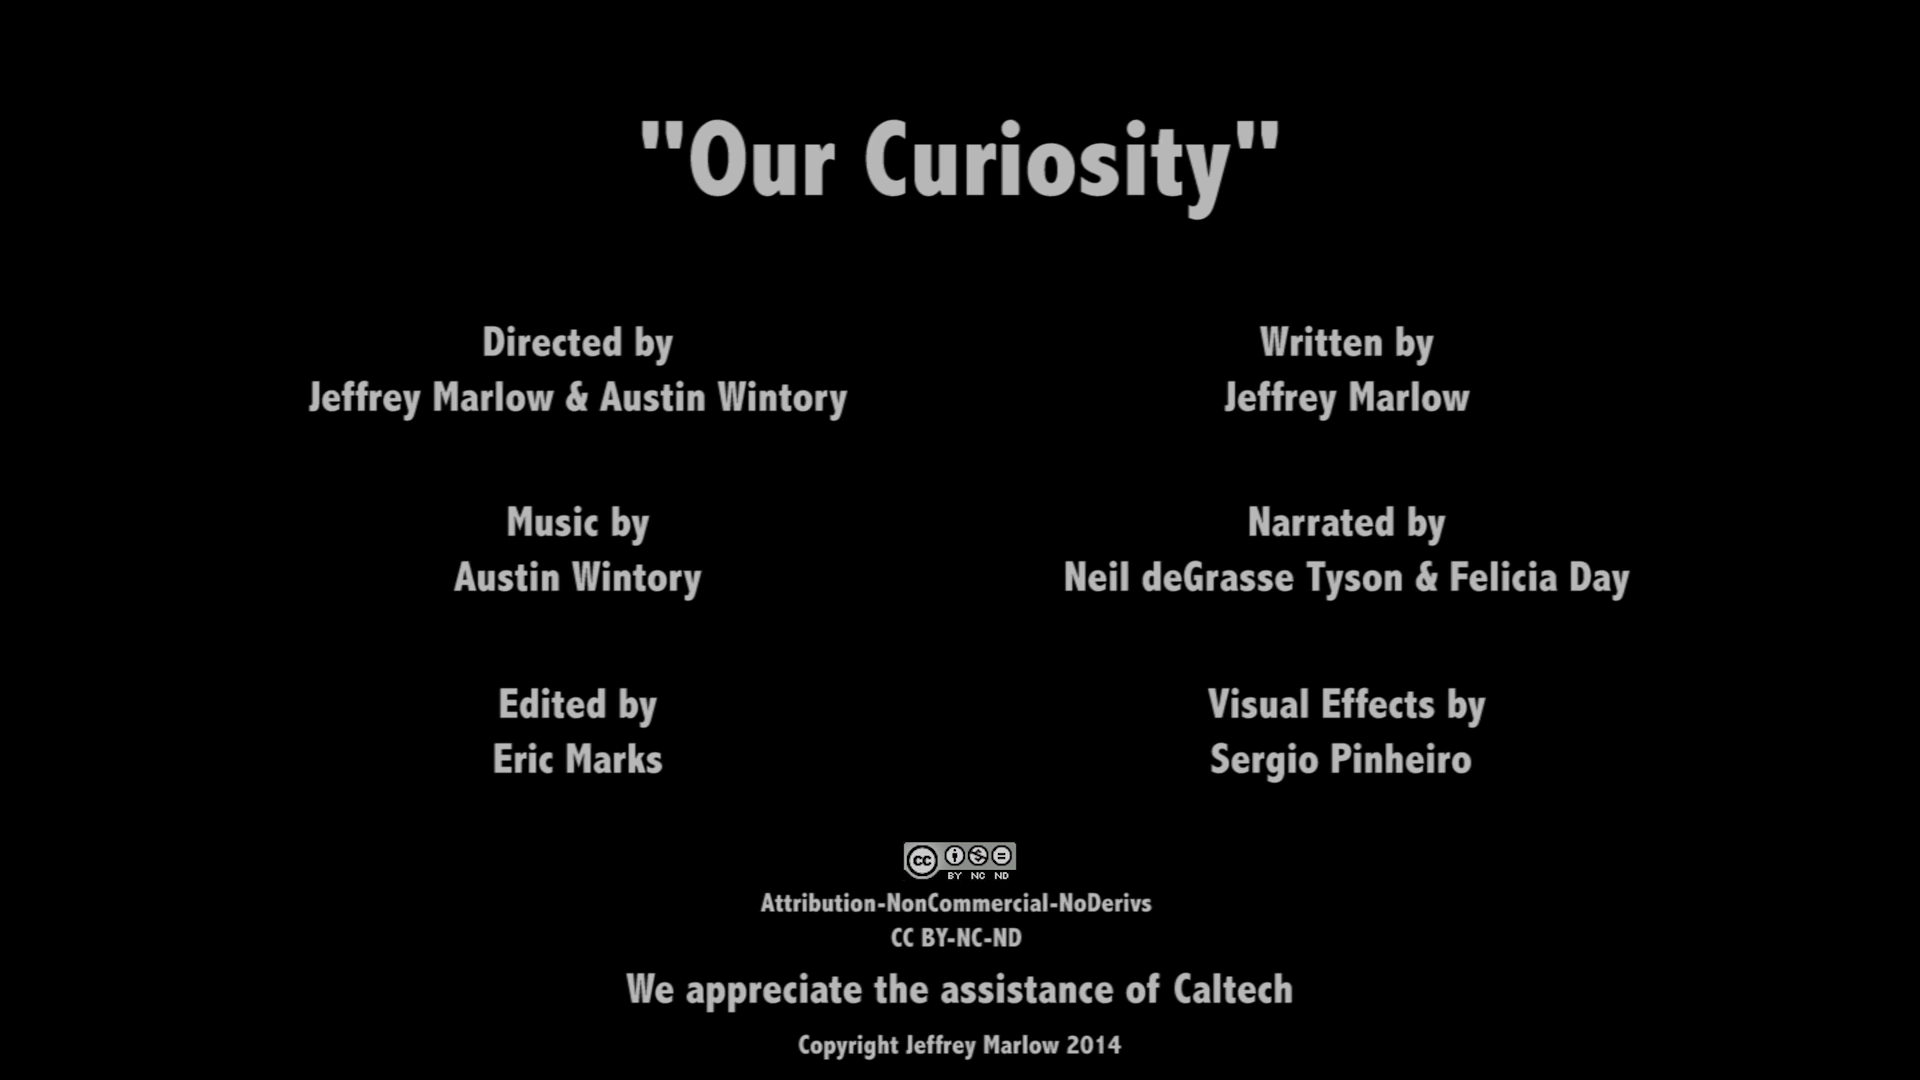 "Our Curiosity"
Directed by
Jeffrey Marlow & Austin Wintory
Written by
Jeffrey Marlow
Music by
Austin Wintory
Narrated by
Neil deGrasse Tyson & Felicia Day
Edited by
Eric Marks
Visual Effects by
Sergio Pinheiro
cc BY NC ND
Attribution-NonCommercial-NoDerivs
CC BY-NC-ND
We appreciate the assistance of Caltech
Copyright Jeffrey Marlow 2014